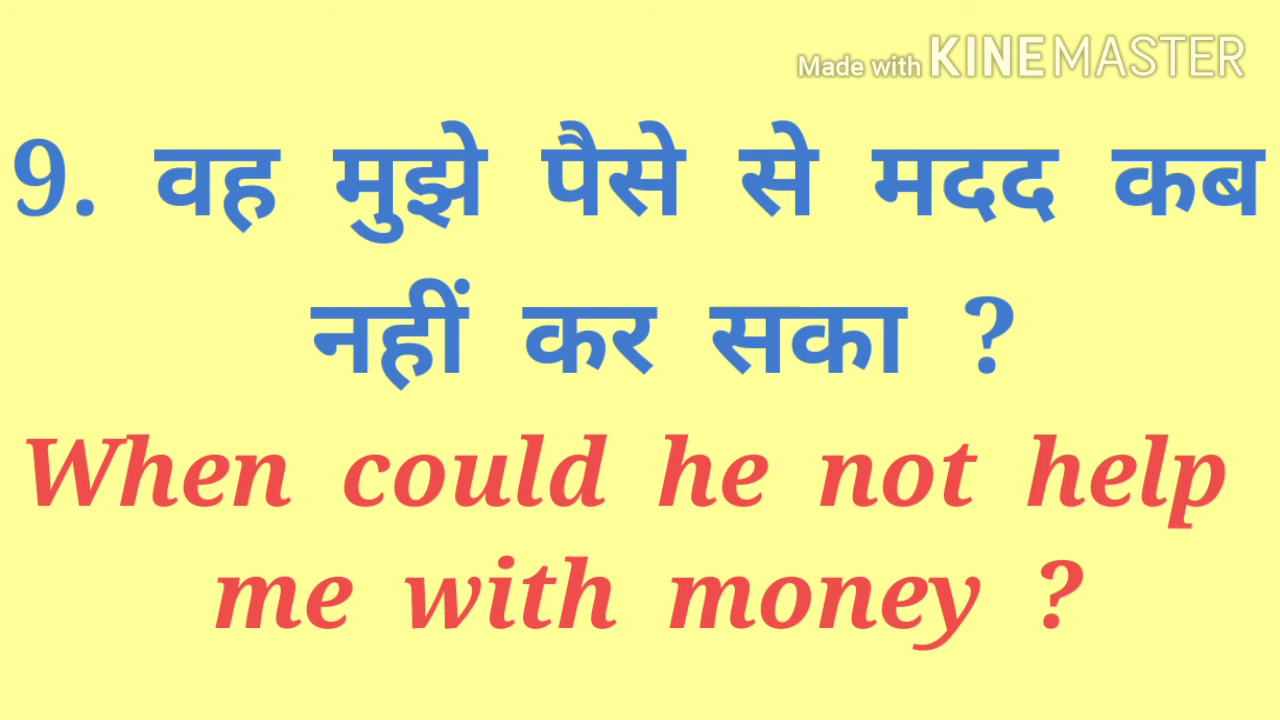 Made with KINEMASTER
9. वह मुझे पैसे से मदद कब
नहीं कर सका ?
When could he not help
me with money ?